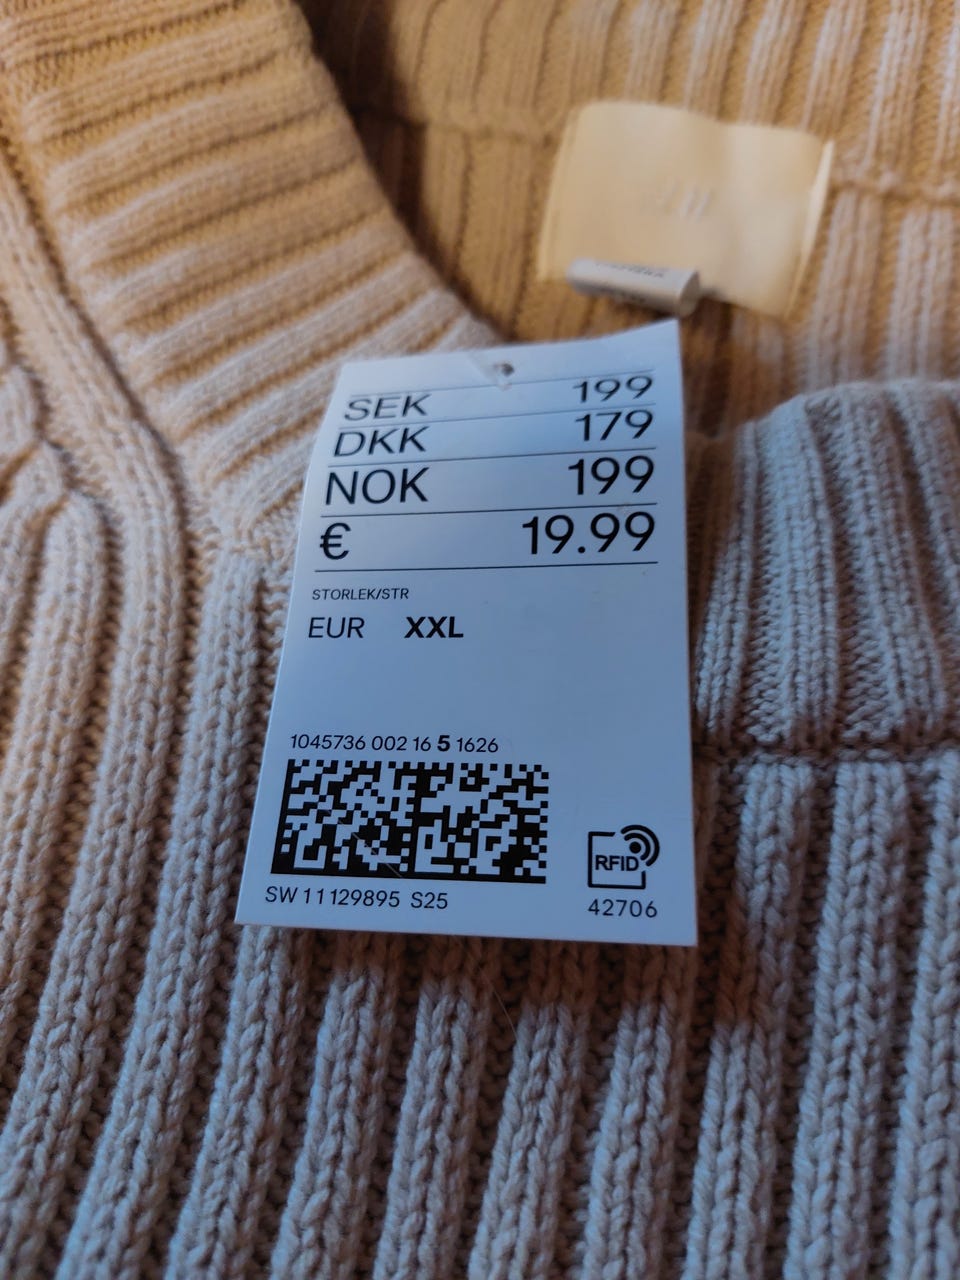 SEK 199
DKK 179
NOK 199
€ 19.99
STORLEK/STR
EUR XXL
1045736 002 16 5 1626
RFID
SW 11129895 S25
42706